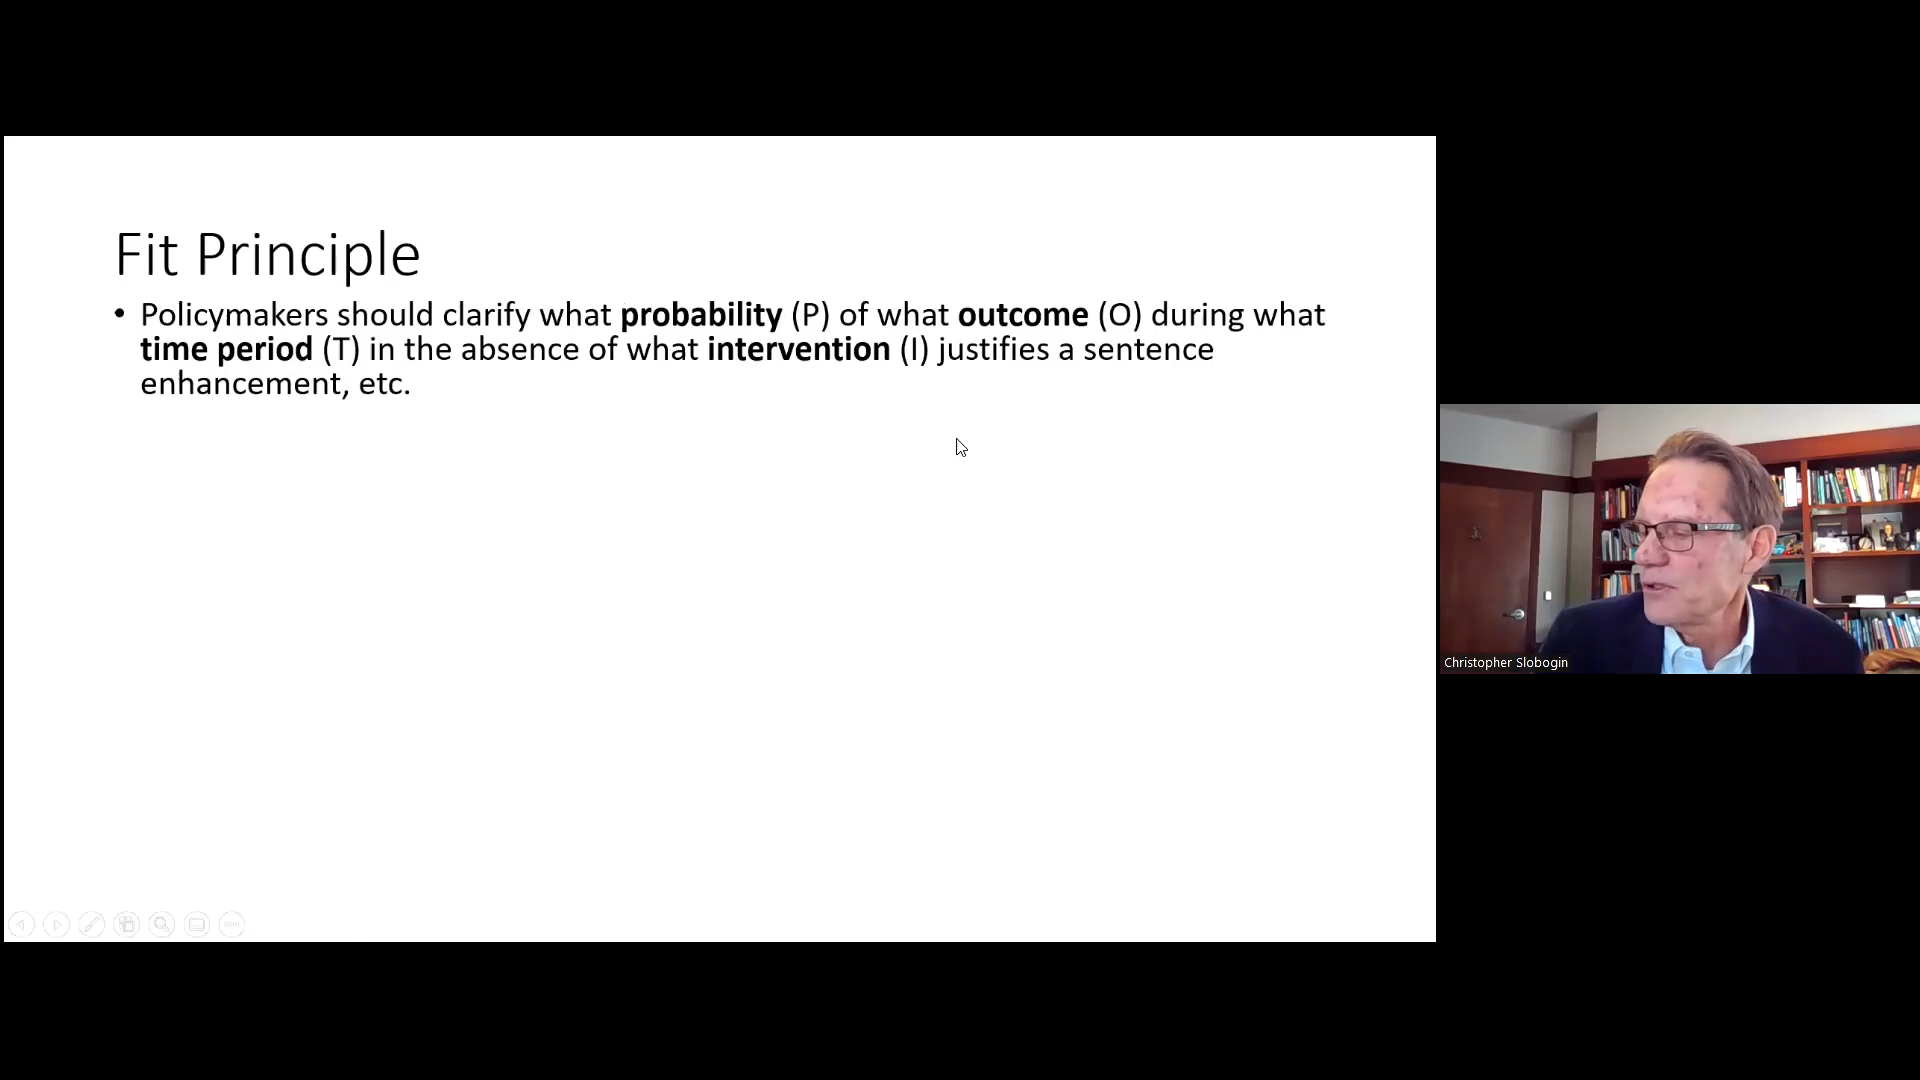 Fit Principle
• Policymakers should clarify what probability (P) of what outcome (O) during what
time period (T) in the absence of what intervention (I) justifies a sentence
enhancement, etc.
Christopher Slobogin